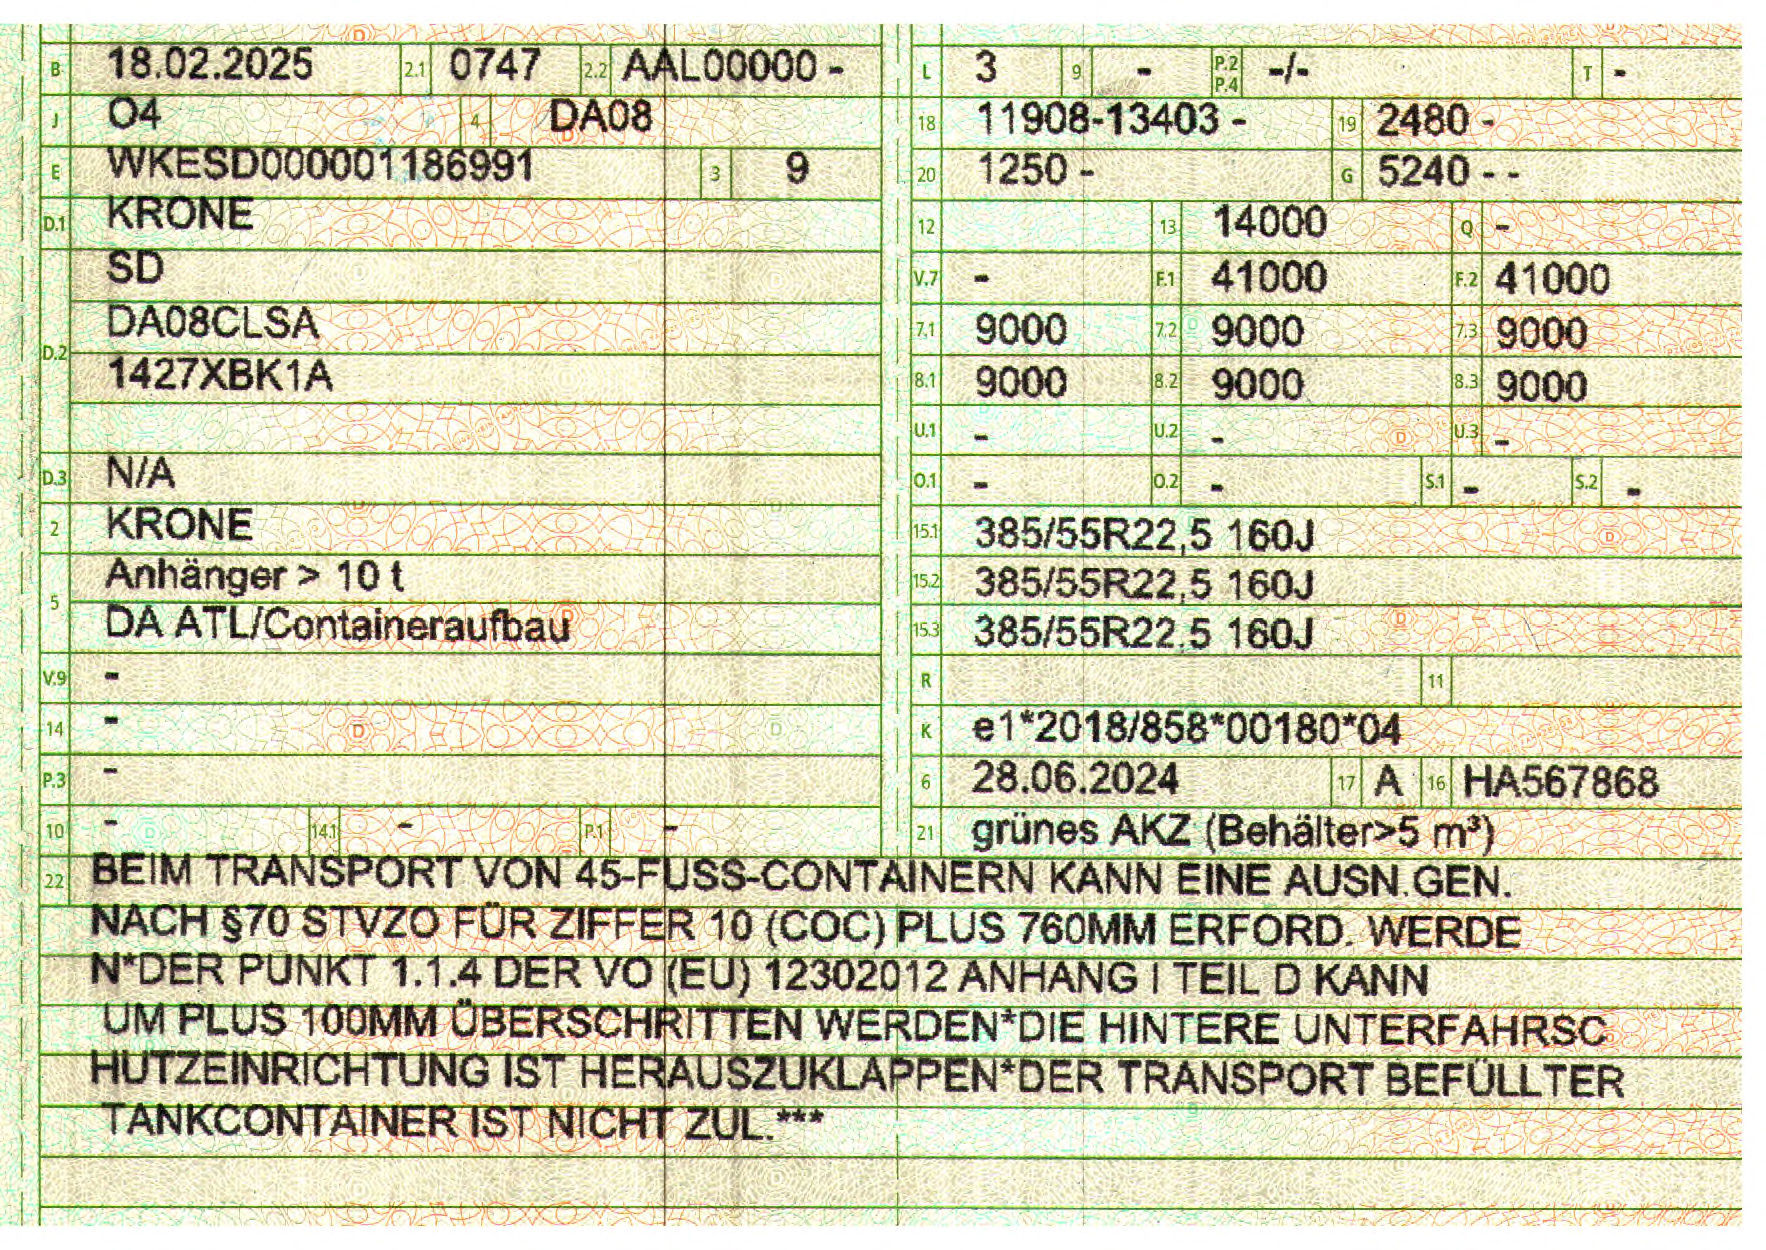 B 18.02.2025 2.1 0747 2.2 AAL00000 -
J O4 4 DA08
E WKESD000001186991 3 9
D.1 KRONE
SD
DA08CLSA
D.2
1427XBK1A
D.3 N/A
2 KRONE
Anhänger > 10 t
5
DA ATL/Containeraufbau
V.9 -
14 -
P.3 -
10 - 14.1 - P.1 -
L 3 9 - P.2 P.4 -/- T -
18 11908-13403 - 19 2480 -
20 1250 - G 5240 - -
12 13 14000 Q -
V.7 - F.1 41000 F.2 41000
7.1 9000 7.2 9000 7.3 9000
8.1 9000 8.2 9000 8.3 9000
U.1 - U.2 - U.3 -
O.1 - O.2 - S.1 - S.2 -
15.1 385/55R22,5 160J
15.2 385/55R22,5 160J
15.3 385/55R22,5 160J
R 11
K e1*2018/858*00180*04
6 28.06.2024 17 A 16 HA567868
21 grünes AKZ (Behälter>5 m³)
22 BEIM TRANSPORT VON 45-FUSS-CONTAINERN KANN EINE AUSN.GEN.
NACH §70 STVZO FÜR ZIFFER 10 (COC) PLUS 760MM ERFORD. WERDE
N*DER PUNKT 1.1.4 DER VO (EU) 12302012 ANHANG I TEIL D KANN
UM PLUS 100MM ÜBERSCHRITTEN WERDEN*DIE HINTERE UNTERFAHRSC
HUTZEINRICHTUNG IST HERAUSZUKLAPPEN*DER TRANSPORT BEFÜLLTER
TANKCONTAINER IST NICHT ZUL.***